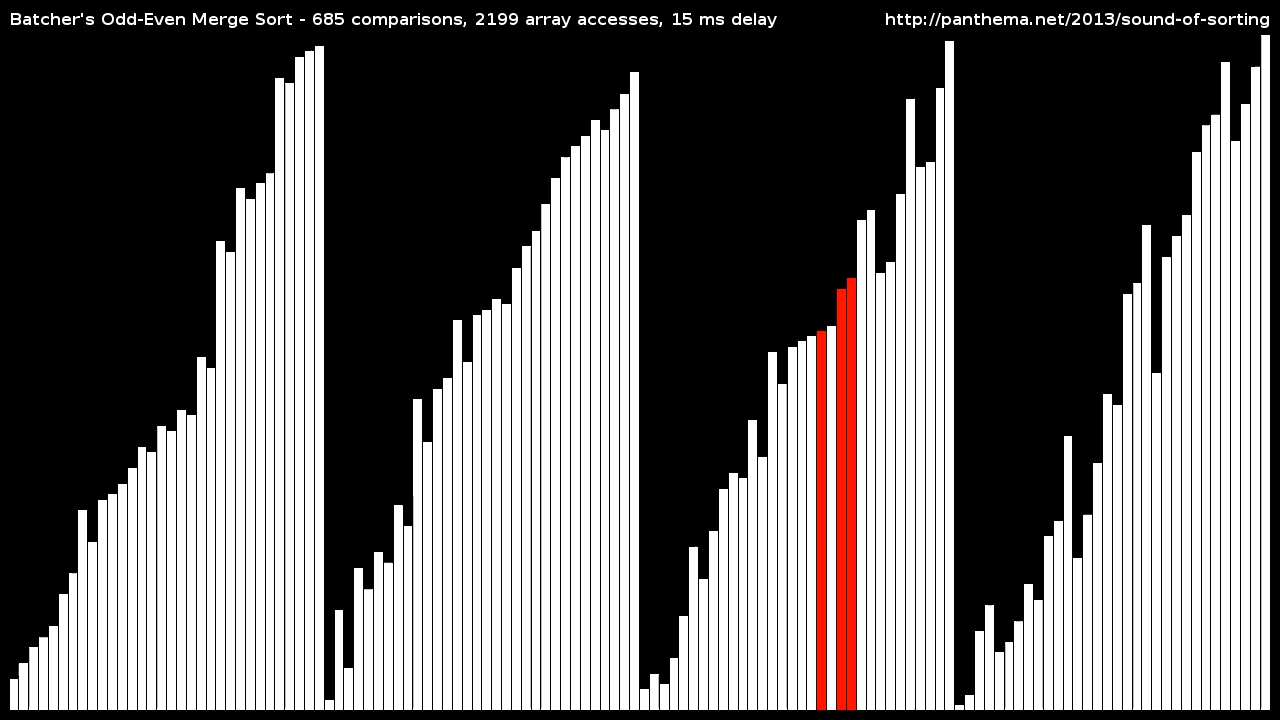 Batcher's Odd-Even Merge Sort - 685 comparisons, 2199 array accesses, 15 ms delay
http://panthema.net/2013/sound-of-sorting